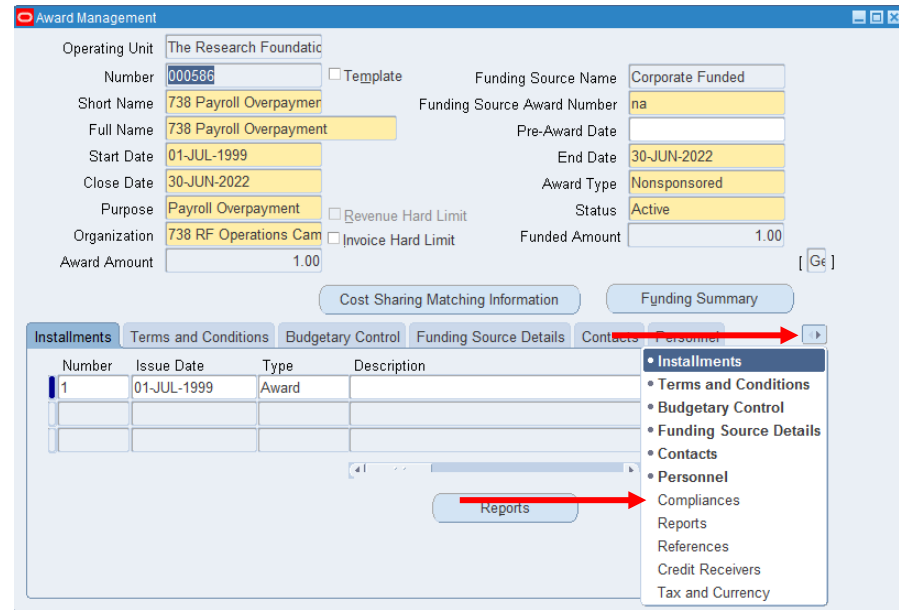 Award Management
Operating Unit The Research Foundatic
Number 000586 Template Funding Source Name Corporate Funded
Short Name 738 Payroll Overpaymer Funding Source Award Number na
Full Name 738 Payroll Overpayment Pre-Award Date
Start Date 01-JUL-1999 End Date 30-JUN-2022
Close Date 30-JUN-2022 Award Type Nonsponsored
Purpose Payroll Overpayment Revenue Hard Limit Status Active
Organization 738 RF Operations Cam Invoice Hard Limit Funded Amount 1.00
Award Amount 1.00 [ Ge ]
Cost Sharing Matching Information Funding Summary
Installments Terms and Conditions Budgetary Control Funding Source Details Contacts Personnel
Number Issue Date Type Description
1 01-JUL-1999 Award
Reports
• Installments
• Terms and Conditions
• Budgetary Control
• Funding Source Details
• Contacts
• Personnel
Compliances
Reports
References
Credit Receivers
Tax and Currency